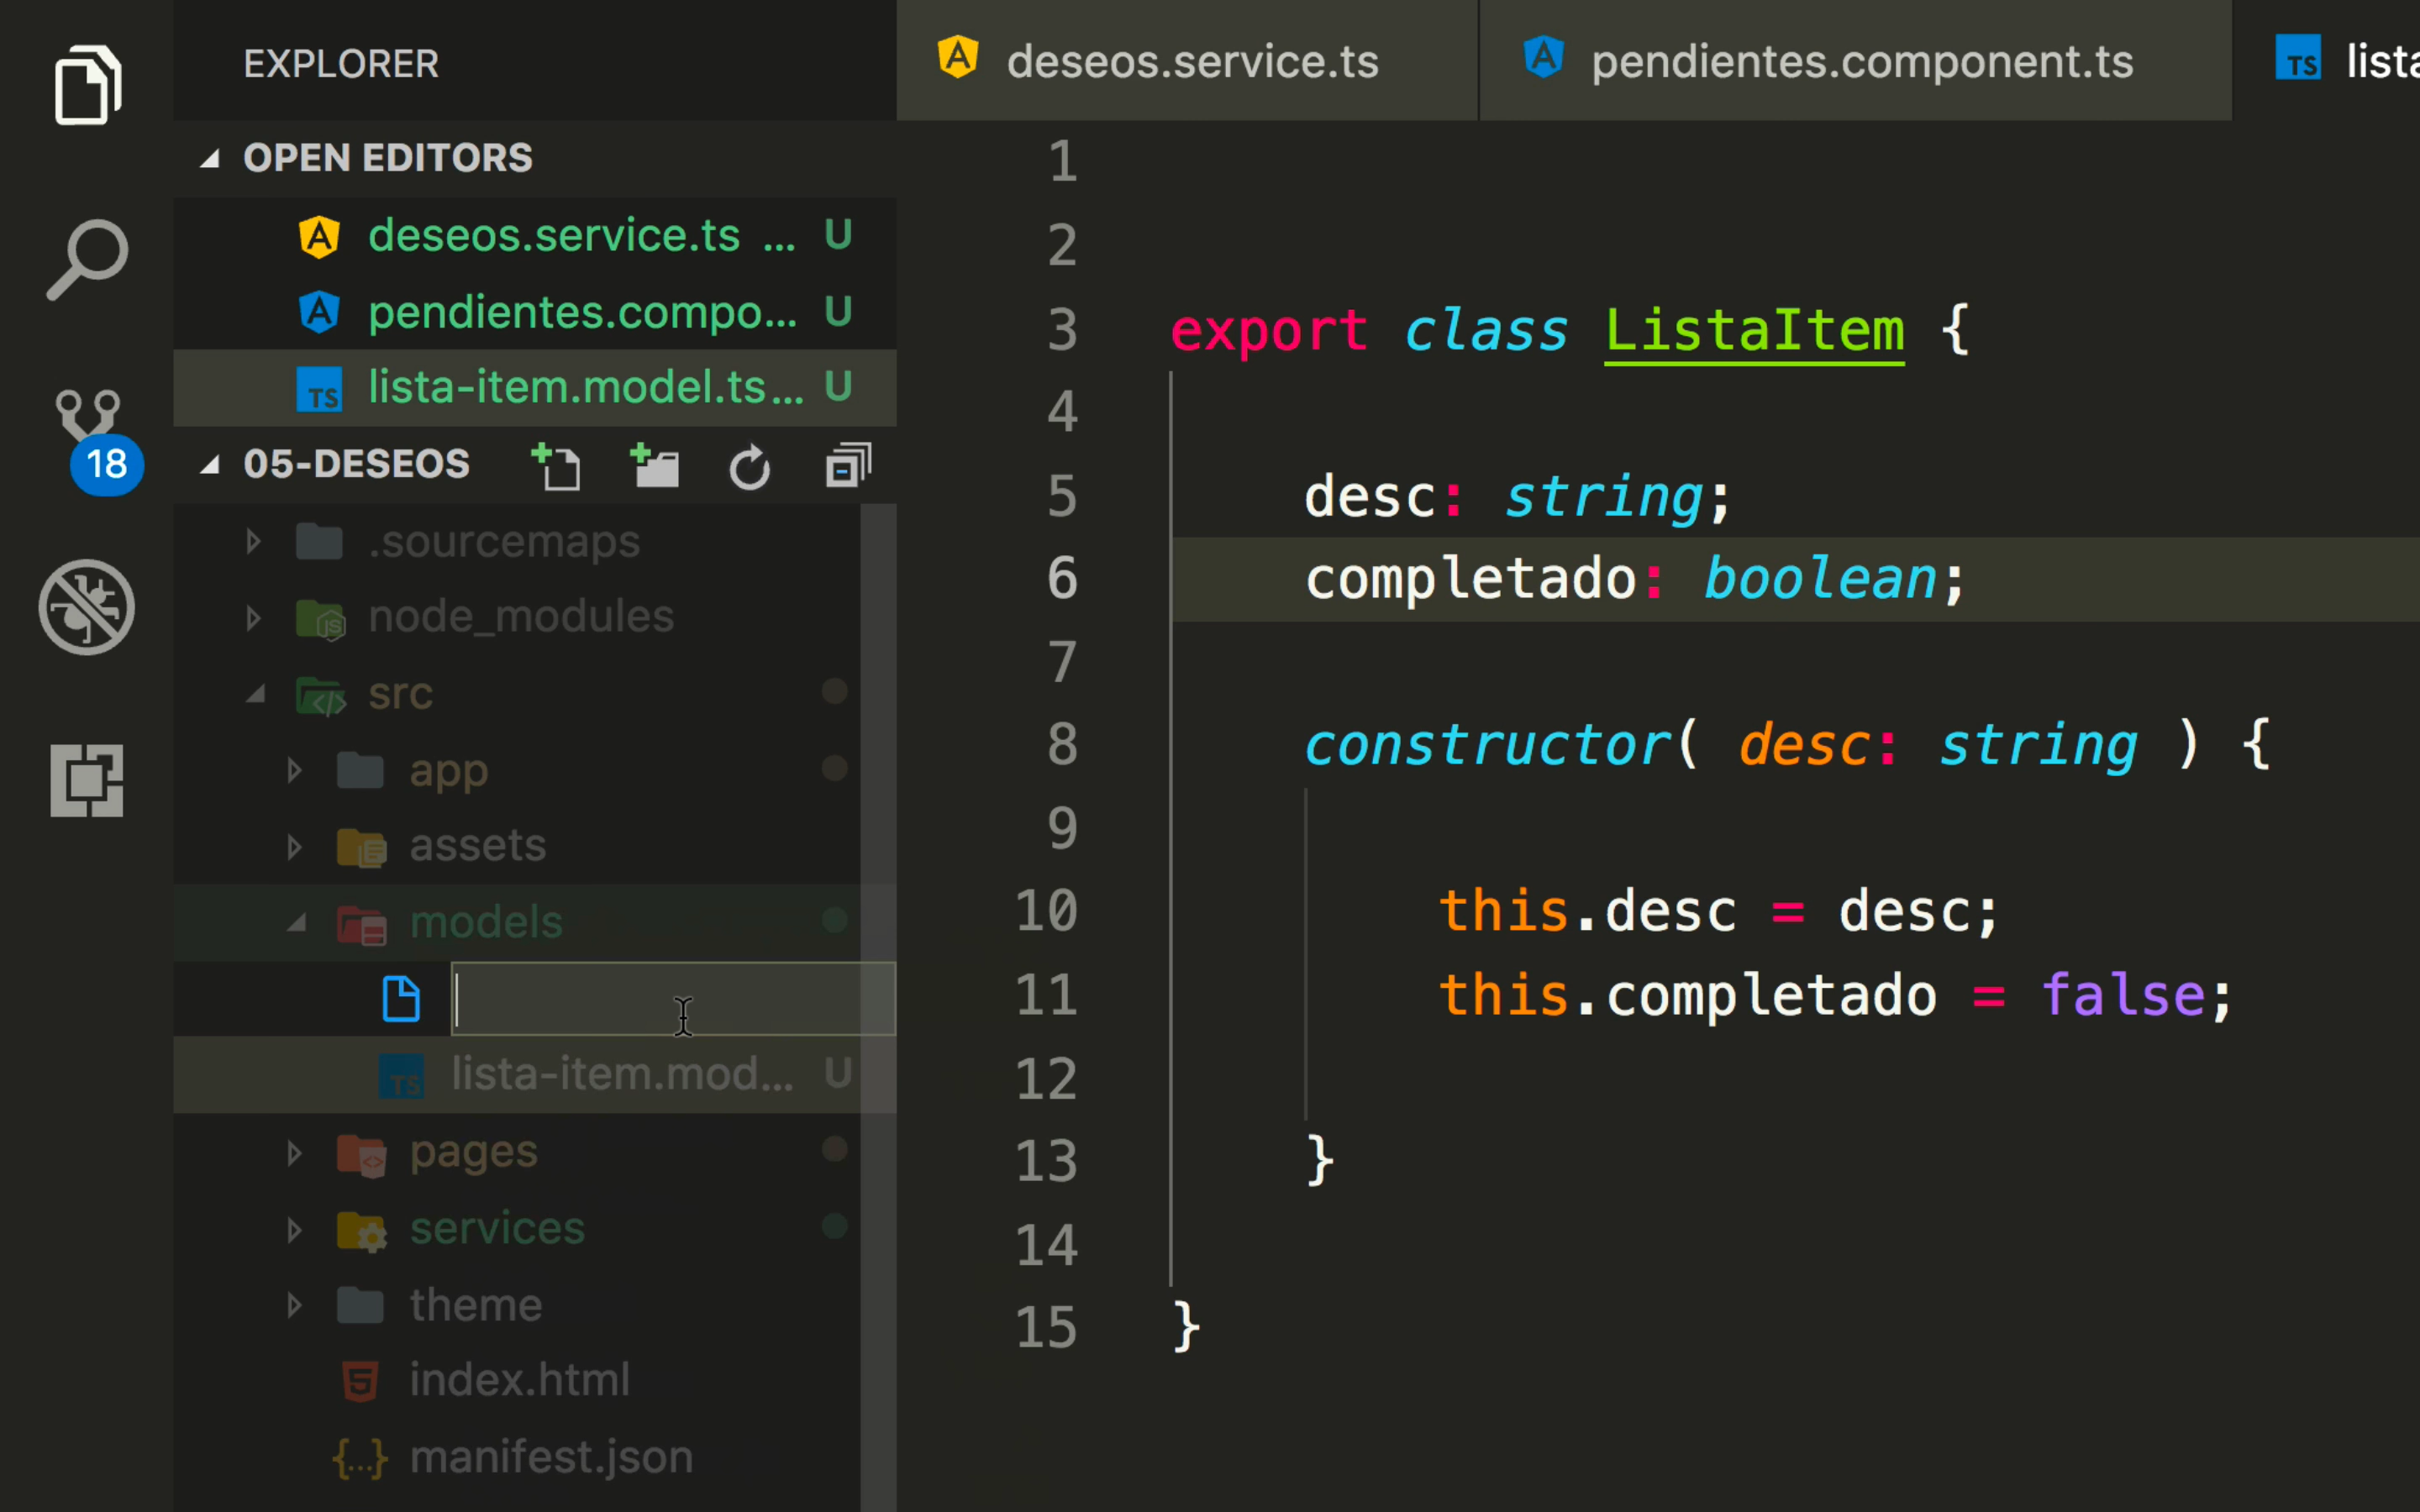 EXPLORER
OPEN EDITORS
deseos.service.ts ... U
pendientes.compo... U
TS lista-item.model.ts... U
18
05-DESEOS
.sourcemaps
node_modules
src
app
assets
models
TS lista-item.mod... U
pages
services
theme
index.html
{...} manifest.json
deseos.service.ts
pendientes.component.ts
TS lista
1
2
3 export class ListaItem {
4
5 desc: string;
6 completado: boolean;
7
8 constructor( desc: string ) {
9
10 this.desc = desc;
11 this.completado = false;
12
13 }
14
15 }